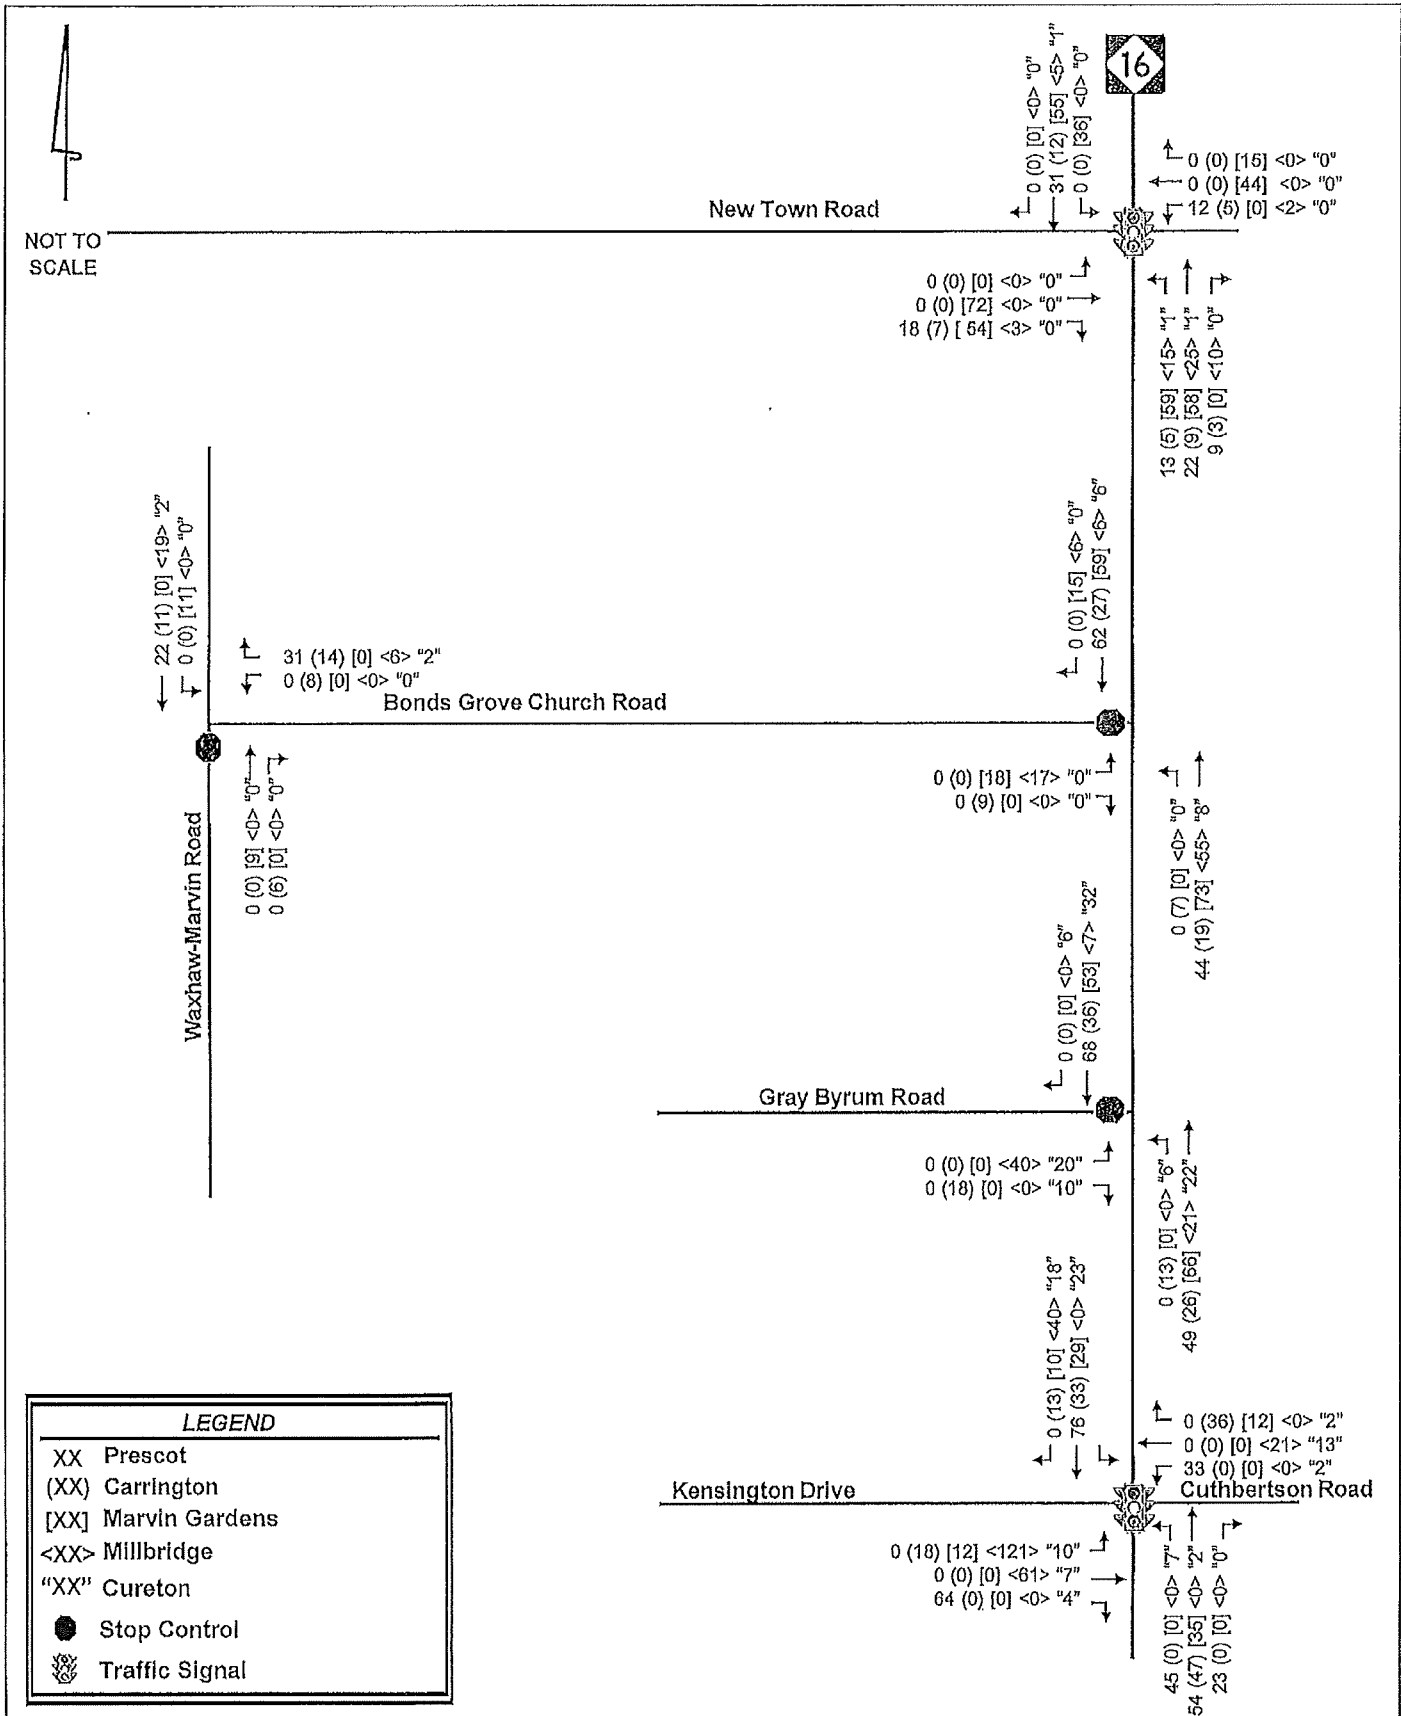 16
0 (0) [0] <0> "0"
31 (12) [55] <5> "1"
0 (0) [36] <0> "0"
0 (0) [15] <0> "0"
0 (0) [44] <0> "0"
12 (5) [0] <2> "0"
New Town Road
NOT TO
SCALE
0 (0) [0] <0> "0"
0 (0) [72] <0> "0"
18 (7) [ 54] <3> "0"
13 (5) [59] <15> "1"
22 (9) [58] <25> "1"
9 (3) [0] <10> "0"
22 (11) [0] <19> "2"
0 (0) [11] <0> "0"
31 (14) [0] <6> "2"
0 (8) [0] <0> "0"
Bonds Grove Church Road
0 (0) [15] <6> "0"
62 (27) [59] <6> "6"
0 (0) [9] <0> "0"
0 (6) [0] <0> "0"
Waxhaw-Marvin Road
0 (0) [18] <17> "0"
0 (9) [0] <0> "0"
0 (7) [0] <0> "0"
44 (19) [73] <55> "8"
0 (0) [0] <0> "6"
68 (36) [53] <7> "32"
Gray Byrum Road
0 (0) [0] <40> "20"
0 (18) [0] <0> "10"
0 (13) [0] <0> "6"
49 (26) [66] <21> "22"
0 (13) [10] <40> "18"
76 (33) [29] <0> "23"
0 (36) [12] <0> "2"
0 (0) [0] <21> "13"
33 (0) [0] <0> "2"
Kensington Drive
Cuthbertson Road
0 (18) [12] <121> "10"
0 (0) [0] <61> "7"
64 (0) [0] <0> "4"
45 (0) [0] <0> "7"
54 (47) [35] <0> "2"
23 (0) [0] <0> "0"
LEGEND
XX Prescot
(XX) Carrington
[XX] Marvin Gardens
<XX> Millbridge
"XX" Cureton
Stop Control
Traffic Signal